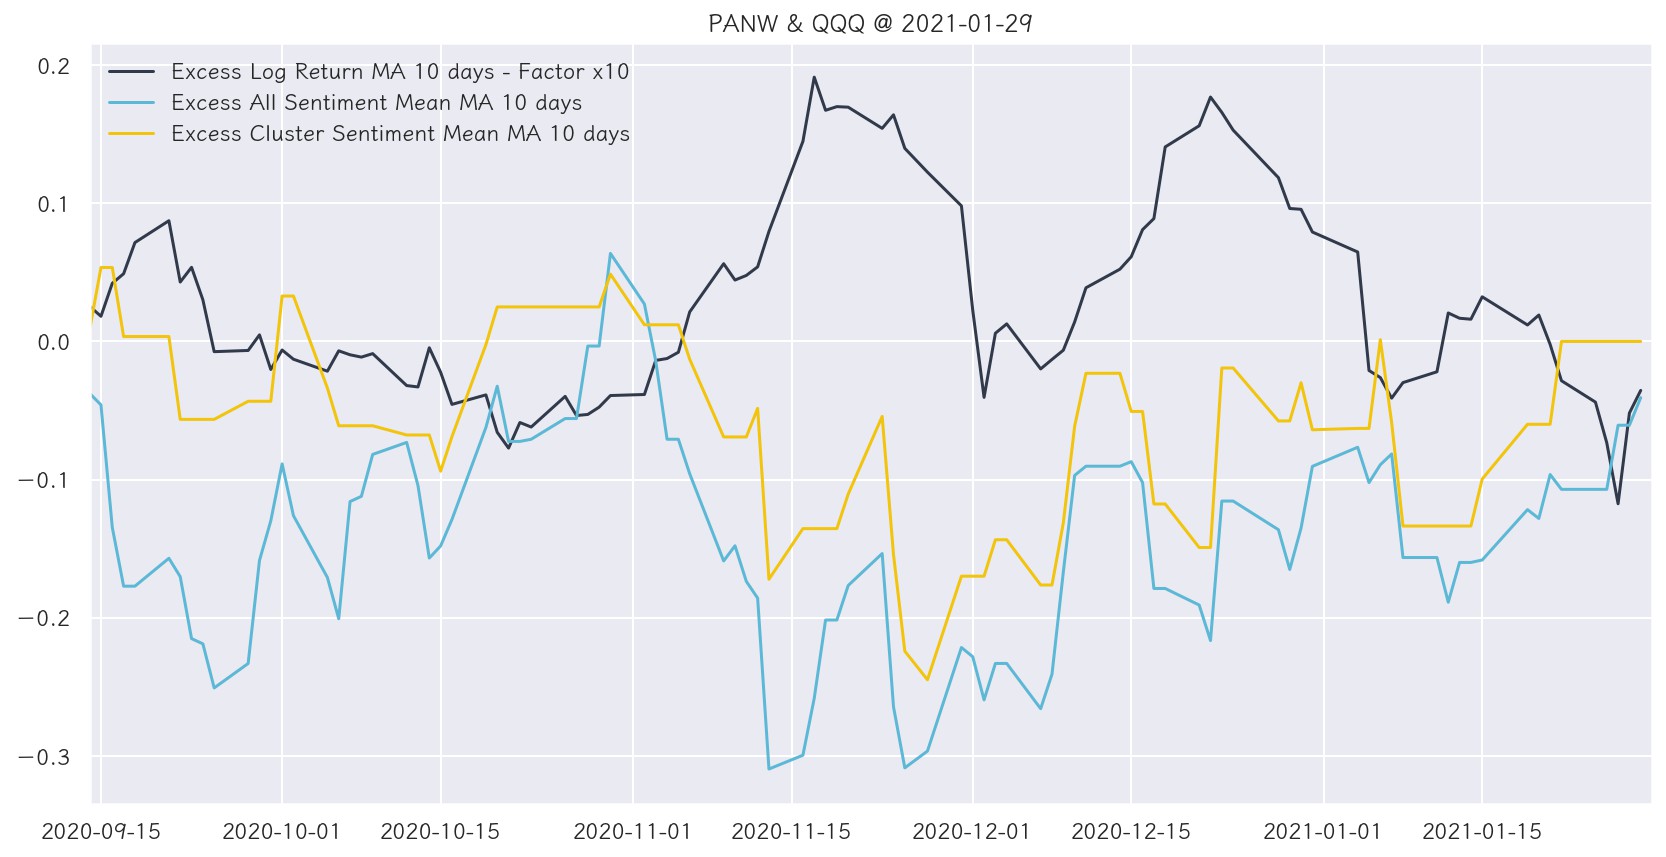 PANW & QQQ @ 2021-01-29
0.2
0.1
0.0
−0.1
−0.2
−0.3
Excess Log Return MA 10 days - Factor x10
Excess All Sentiment Mean MA 10 days
Excess Cluster Sentiment Mean MA 10 days
2020-09-15 2020-10-01 2020-10-15 2020-11-01 2020-11-15 2020-12-01 2020-12-15 2021-01-01 2021-01-15